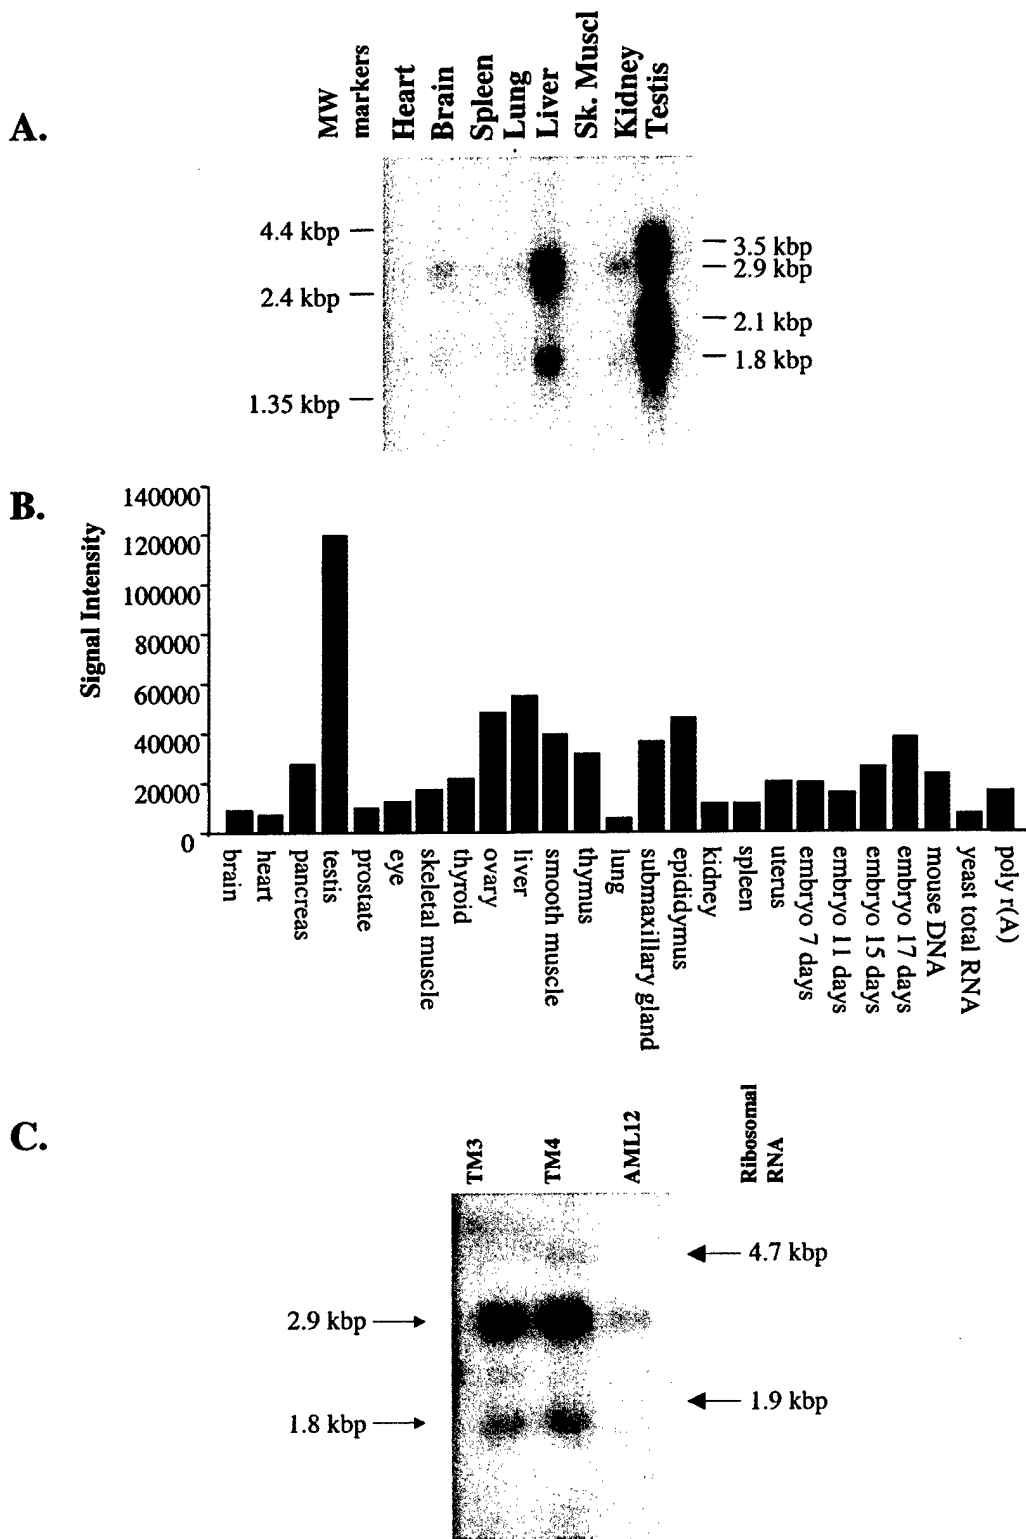 A.
MW
markers
Heart
Brain
Spleen
Lung
Liver
Sk. Muscl
Kidney
Testis
4.4 kbp
2.4 kbp
1.35 kbp
3.5 kbp
2.9 kbp
2.1 kbp
1.8 kbp
B.
Signal Intensity
140000
120000
100000
80000
60000
40000
20000
0
brain
heart
pancreas
testis
prostate
eye
skeletal muscle
thyroid
ovary
liver
smooth muscle
thymus
lung
submaxillary gland
epididymus
kidney
spleen
uterus
embryo 7 days
embryo 11 days
embryo 15 days
embryo 17 days
mouse DNA
yeast total RNA
poly r(A)
C.
TM3
TM4
AML12
Ribosomal
RNA
2.9 kbp
1.8 kbp
4.7 kbp
1.9 kbp